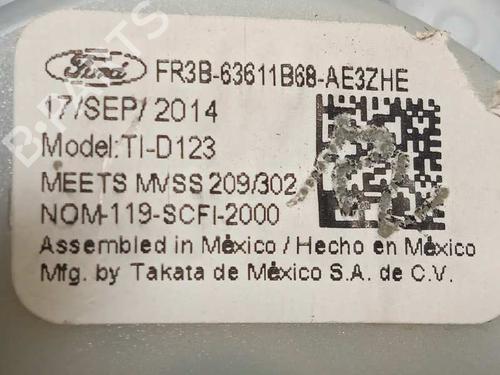 Ford FR3B-63611B68-AE3ZHE
17/SEP/2014
Model:TI-D123
MEETS MVSS 209/302
NOM-119-SCFI-2000
Assembled in México / Hecho en México
Mfg. by Takata de México S.A. de C.V.